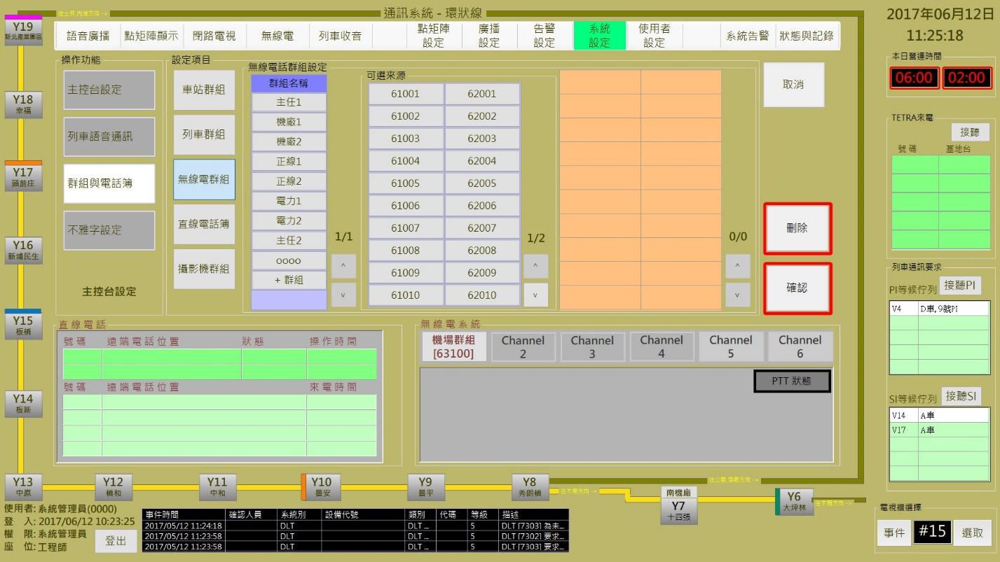 通訊系統 - 環狀線
2017年06月12日
11:25:18
往士林,內湖方向 ->
Y19
新北產業園區
語音廣播 點矩陣顯示 閉路電視 無線電 列車收音 點矩陣設定 廣播設定 告警設定 系統設定 使用者設定 系統告警 狀態與記錄
本日營運時間
06:00 02:00
操作功能
主控台設定
列車語音通訊
群組與電話簿
不雅字設定
主控台設定
設定項目
車站群組
列車群組
無線電群組
直線電話簿
攝影機群組
無線電話群組設定
群組名稱
主任1
機廠1
機廠2
正線1
正線2
電力1
電力2
主任2
oooo
+ 群組
1/1
^
v
可選來源
61001 62001
61002 62002
61003 62003
61004 62004
61005 62005
61006 62006
61007 62007
61008 62008
61009 62009
61010 62010
1/2
^
v
0/0
^
v
取消
刪除
確認
TETRA來電
接聽
號碼 基地台
列車通訊要求
PI等候佇列 接聽PI
V4 D車,9號PI
SI等候佇列 接聽SI
V14 A車
V17 A車
Y18
幸福
Y17
頭前庄
Y16
新埔民生
Y15
板橋
Y14
板新
直線電話
號碼 遠端電話位置 狀態 操作時間
號碼 遠端電話位置 來電時間
無線電系統
機場群組
[63100]
Channel 2
Channel 3
Channel 4
Channel 5
Channel 6
PTT 狀態
Y13
中原
Y12
橋和
Y11
中和
Y10
景安
Y9
景平
Y8
秀朗橋
往木柵方向 ->
南機廠
Y7
十四張
Y6
大坪林
往木柵方向 ->
使用者: 系統管理員(0000)
登 入: 2017/06/12 10:23:25
權 限: 系統管理員
座 位: 工程師
登出
事件時間 確認人員 系統別 設備代號 類別 代碼 等級 描述
2017/05/12 11:24:18 DLT DLT ... 5 DLT [7303] 為未...
2017/05/12 11:23:58 DLT DLT ... 5 DLT [7302] 要求...
2017/05/12 11:23:58 DLT DLT ... 5 DLT [7303] 要求...
電視牆選擇
事件 #15 選取